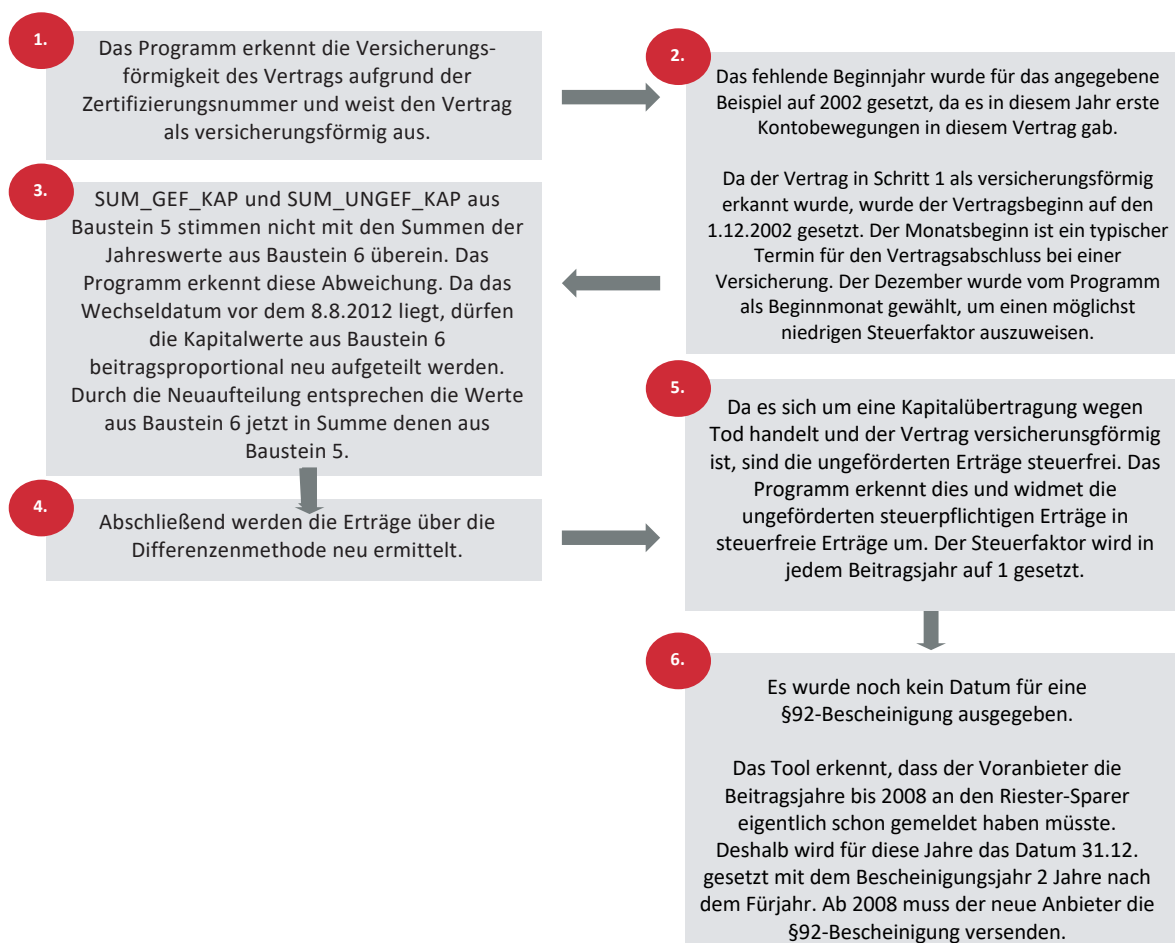 1.
Das Programm erkennt die Versicherungs-
förmigkeit des Vertrags aufgrund der
Zertifizierungsnummer und weist den Vertrag
als versicherungsförmig aus.
2.
Das fehlende Beginnjahr wurde für das angegebene
Beispiel auf 2002 gesetzt, da es in diesem Jahr erste
Kontobewegungen in diesem Vertrag gab.
Da der Vertrag in Schritt 1 als versicherungsförmig
erkannt wurde, wurde der Vertragsbeginn auf den
1.12.2002 gesetzt. Der Monatsbeginn ist ein typischer
Termin für den Vertragsabschluss bei einer
Versicherung. Der Dezember wurde vom Programm
als Beginnmonat gewählt, um einen möglichst
niedrigen Steuerfaktor auszuweisen.
3.
SUM_GEF_KAP und SUM_UNGEF_KAP aus
Baustein 5 stimmen nicht mit den Summen der
Jahreswerte aus Baustein 6 überein. Das
Programm erkennt diese Abweichung. Da das
Wechseldatum vor dem 8.8.2012 liegt, dürfen
die Kapitalwerte aus Baustein 6
beitragsproportional neu aufgeteilt werden.
Durch die Neuaufteilung entsprechen die Werte
aus Baustein 6 jetzt in Summe denen aus
Baustein 5.
4.
Abschließend werden die Erträge über die
Differenzenmethode neu ermittelt.
5.
Da es sich um eine Kapitalübertragung wegen
Tod handelt und der Vertrag versicherunsgförmig
ist, sind die ungeförderten Erträge steuerfrei. Das
Programm erkennt dies und widmet die
ungeförderten steuerpflichtigen Erträge in
steuerfreie Erträge um. Der Steuerfaktor wird in
jedem Beitragsjahr auf 1 gesetzt.
6.
Es wurde noch kein Datum für eine
§92-Bescheinigung ausgegeben.
Das Tool erkennt, dass der Voranbieter die
Beitragsjahre bis 2008 an den Riester-Sparer
eigentlich schon gemeldet haben müsste.
Deshalb wird für diese Jahre das Datum 31.12.
gesetzt mit dem Bescheinigungsjahr 2 Jahre nach
dem Fürjahr. Ab 2008 muss der neue Anbieter die
§92-Bescheinigung versenden.